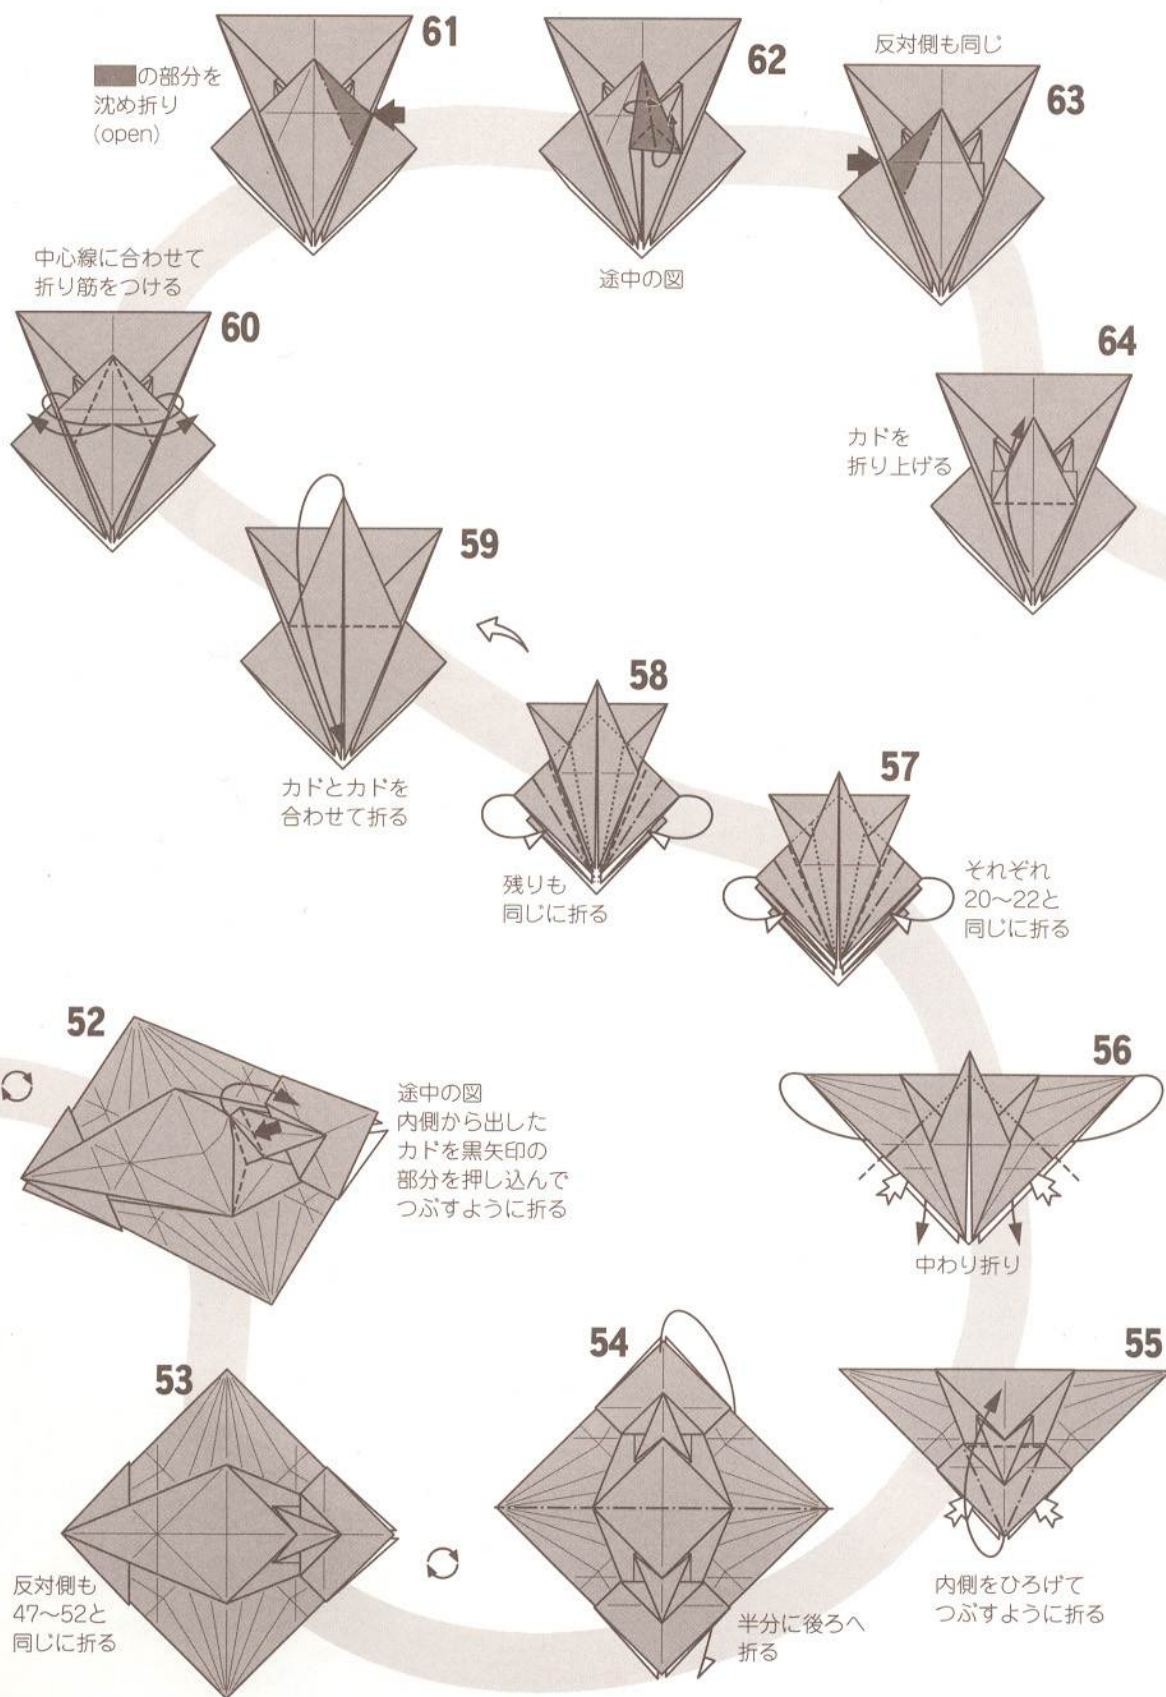 52
途中の図
内側から出した
カドを黒矢印の
部分を押し込んで
つぶすように折る
53
反対側も
47～52と
同じに折る
54
半分に後ろへ
折る
55
内側をひろげて
つぶすように折る
56
中わり折り
57
それぞれ
20～22と
同じに折る
58
残りも
同じに折る
59
カドとカドを
合わせて折る
60
中心線に合わせて
折り筋をつける
61
の部分を
沈め折り
(open)
62
途中の図
63
反対側も同じ
64
カドを
折り上げる